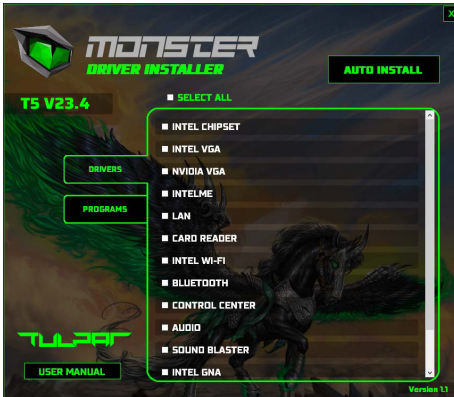 X
MONSTER
DRIVER INSTALLER
AUTO INSTALL
T5 V23.4
SELECT ALL
DRIVERS
PROGRAMS
INTEL CHIPSET
INTEL VGA
NVIDIA VGA
INTELME
LAN
CARD READER
INTEL WI-FI
BLUETOOTH
CONTROL CENTER
AUDIO
SOUND BLASTER
INTEL GNA
TULPAR
USER MANUAL
Version 1.1